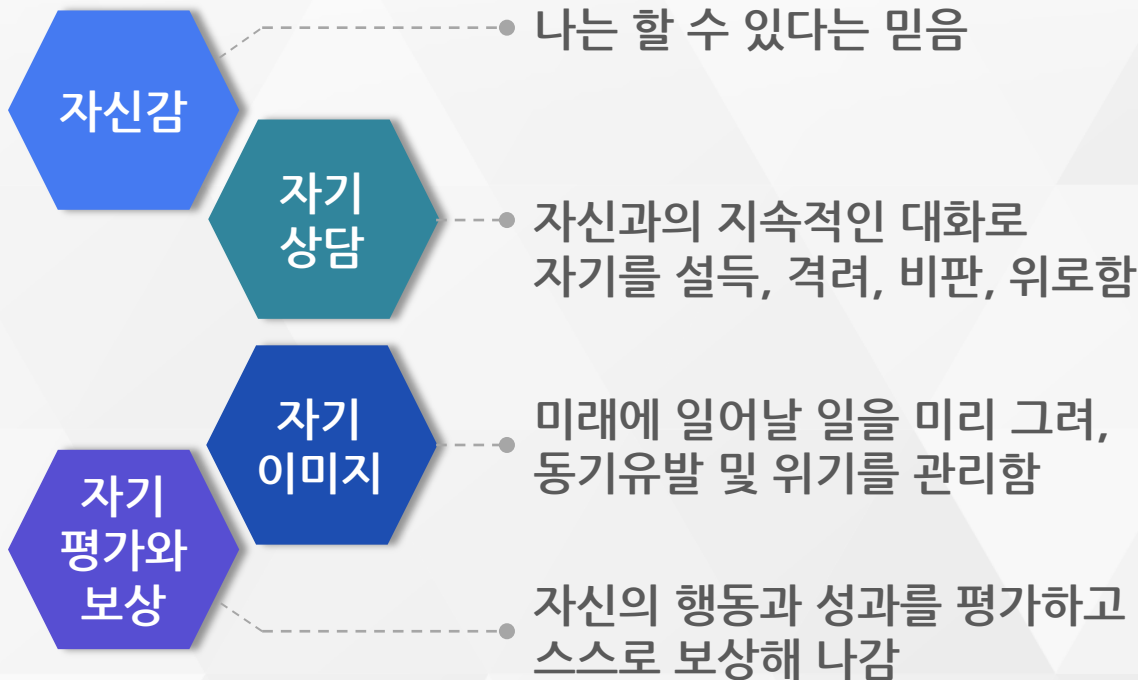 자신감
나는 할 수 있다는 믿음
자기
상담
자신과의 지속적인 대화로
자기를 설득, 격려, 비판, 위로함
자기
이미지
미래에 일어날 일을 미리 그려,
동기유발 및 위기를 관리함
자기
평가와
보상
자신의 행동과 성과를 평가하고
스스로 보상해 나감